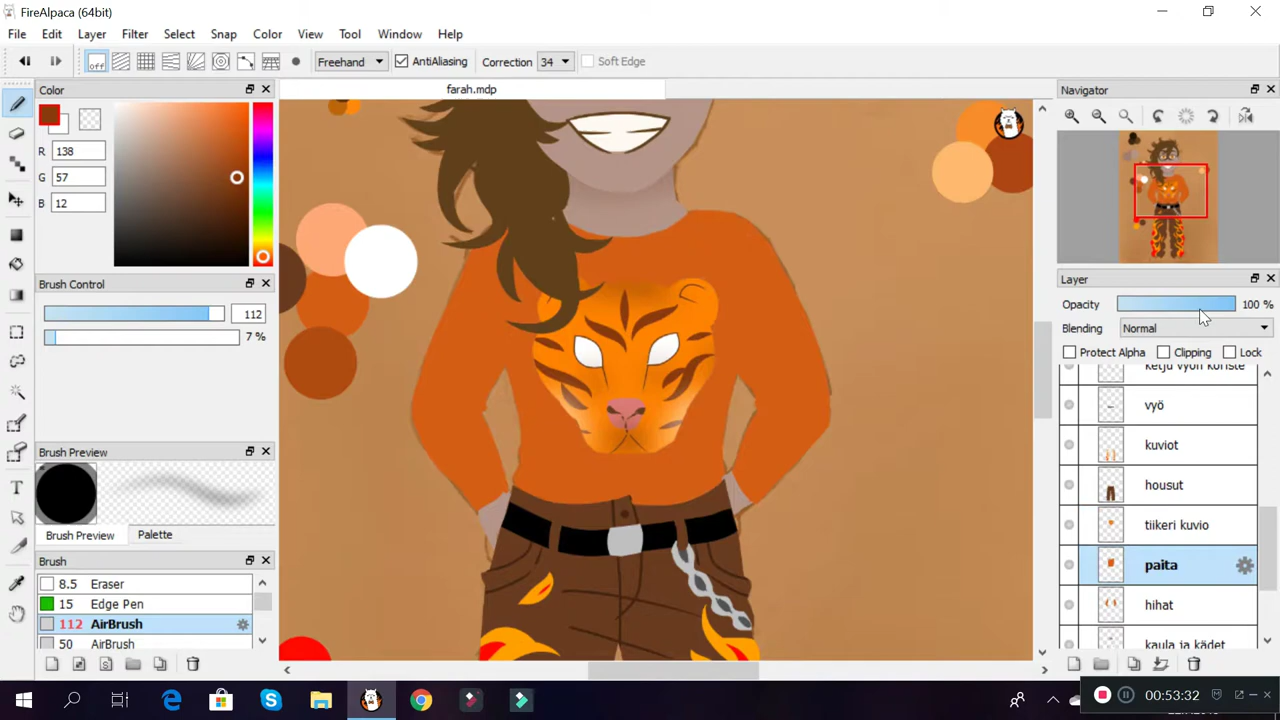 FireAlpaca (64bit)
File Edit Layer Filter Select Snap Color View Tool Window Help
off Freehand AntiAliasing Correction 34 Soft Edge
Color
farah.mdp
Navigator
R 138
G 57
B 12
Brush Control
112
7 %
Layer
Opacity 100 %
Blending Normal
Protect Alpha Clipping Lock
ketju vyön koriste
vyö
kuviot
housut
tiikeri kuvio
paita
hihat
kaula ja kädet
Brush Preview
Brush Preview Palette
Brush
8.5 Eraser
15 Edge Pen
112 AirBrush
50 AirBrush
00:53:32